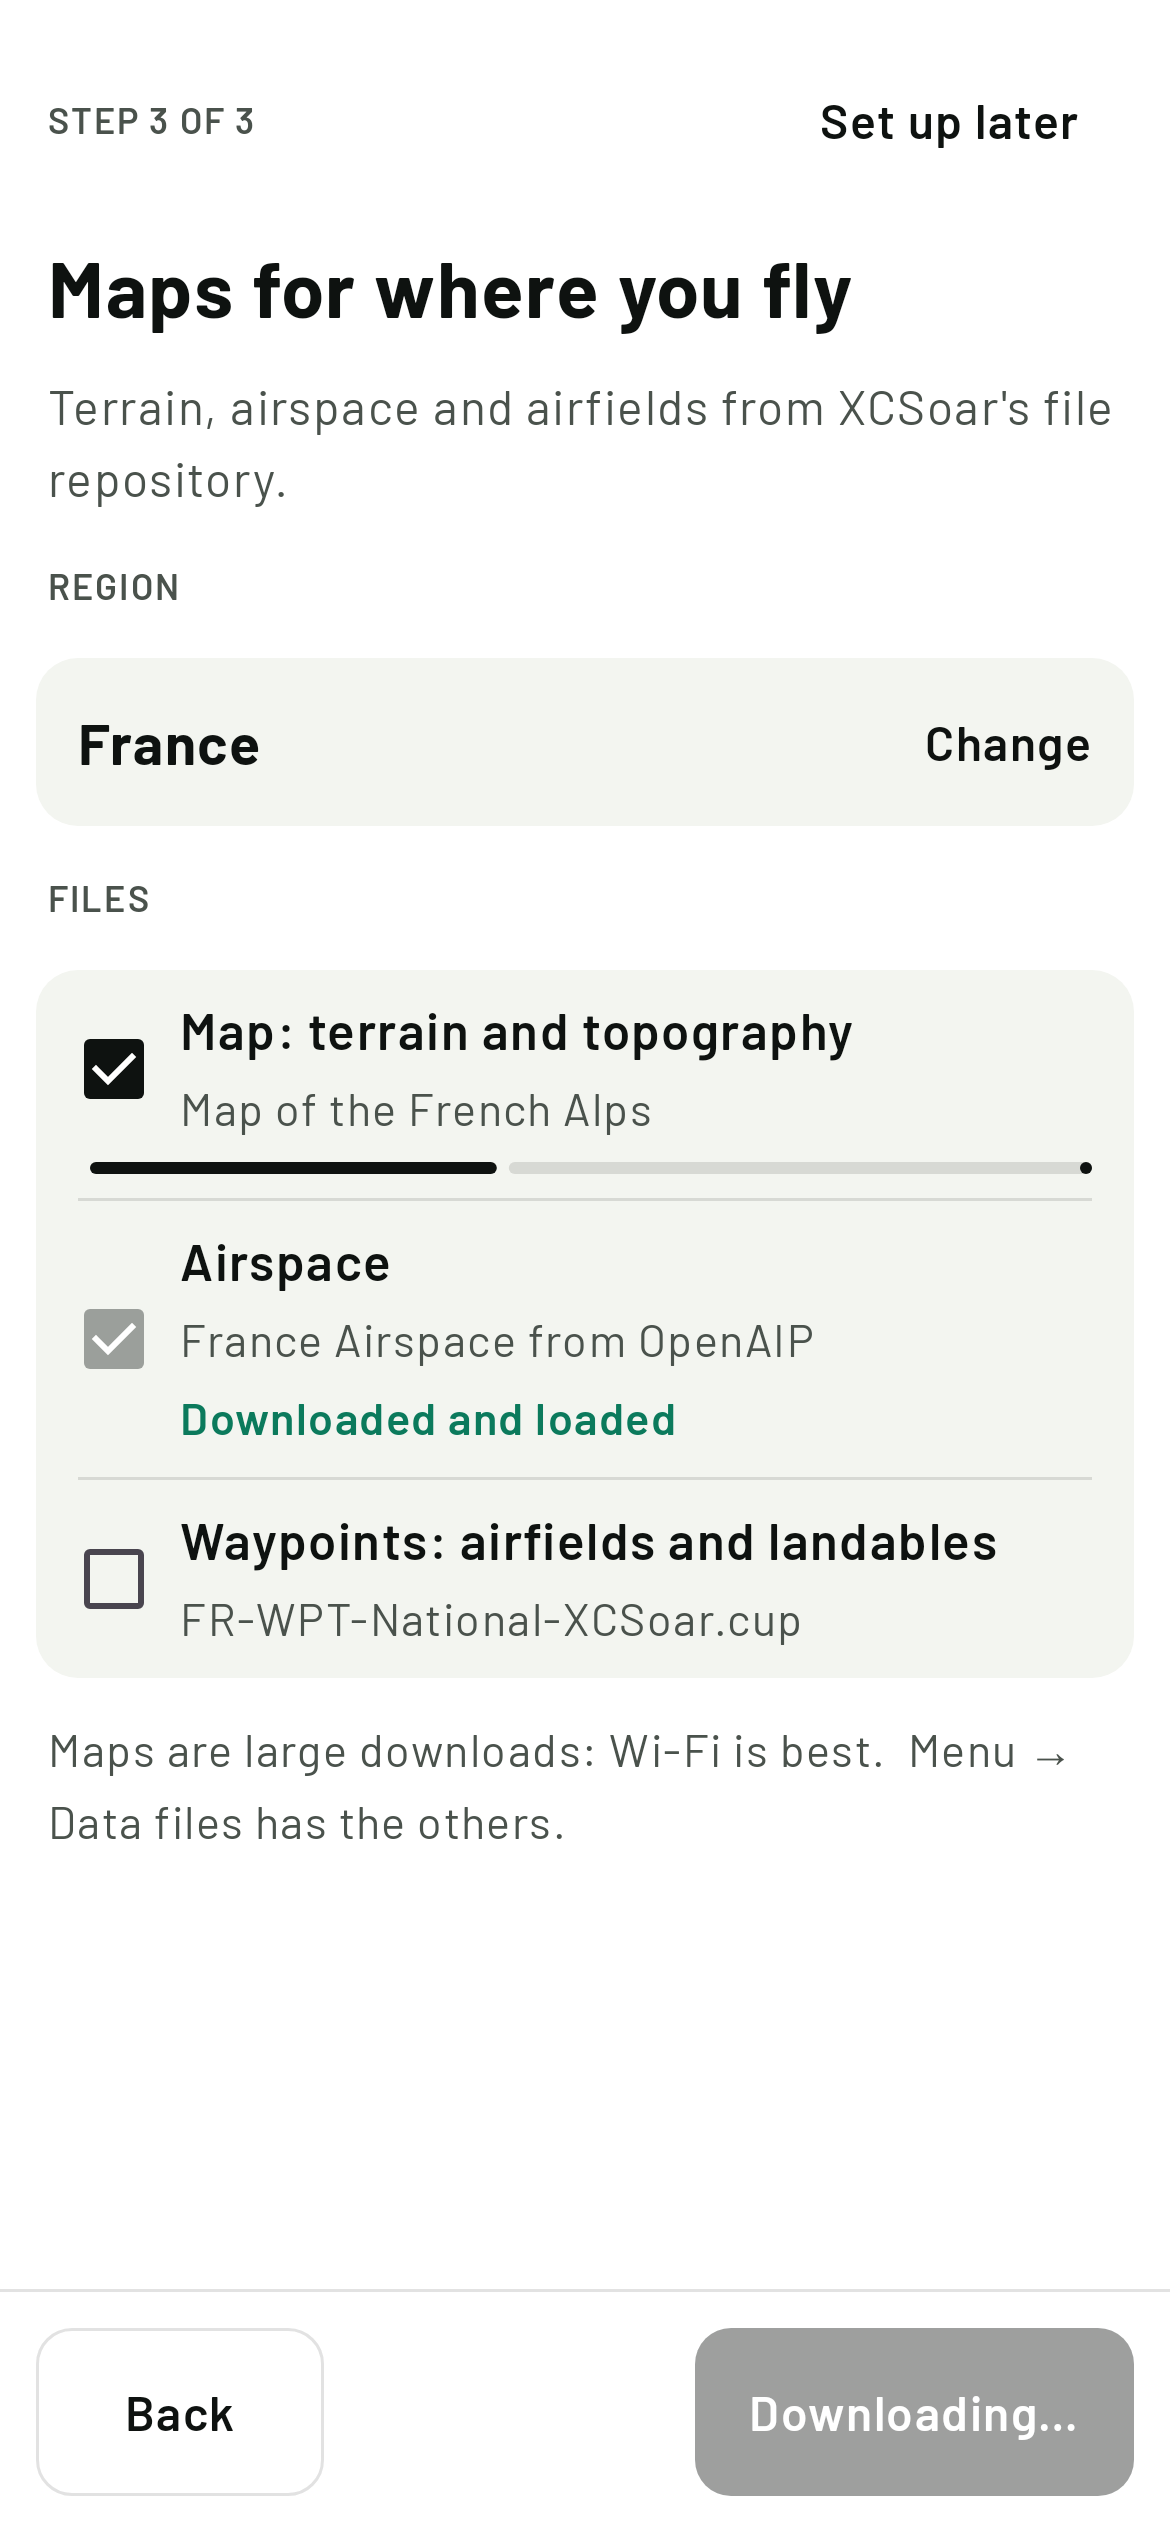 STEP 3 OF 3
Set up later
Maps for where you fly
Terrain, airspace and airfields from XCSoar's file
repository.
REGION
France
Change
FILES
Map: terrain and topography
Map of the French Alps
Airspace
France Airspace from OpenAIP
Downloaded and loaded
Waypoints: airfields and landables
FR-WPT-National-XCSoar.cup
Maps are large downloads: Wi-Fi is best.  Menu →
Data files has the others.
Back
Downloading...